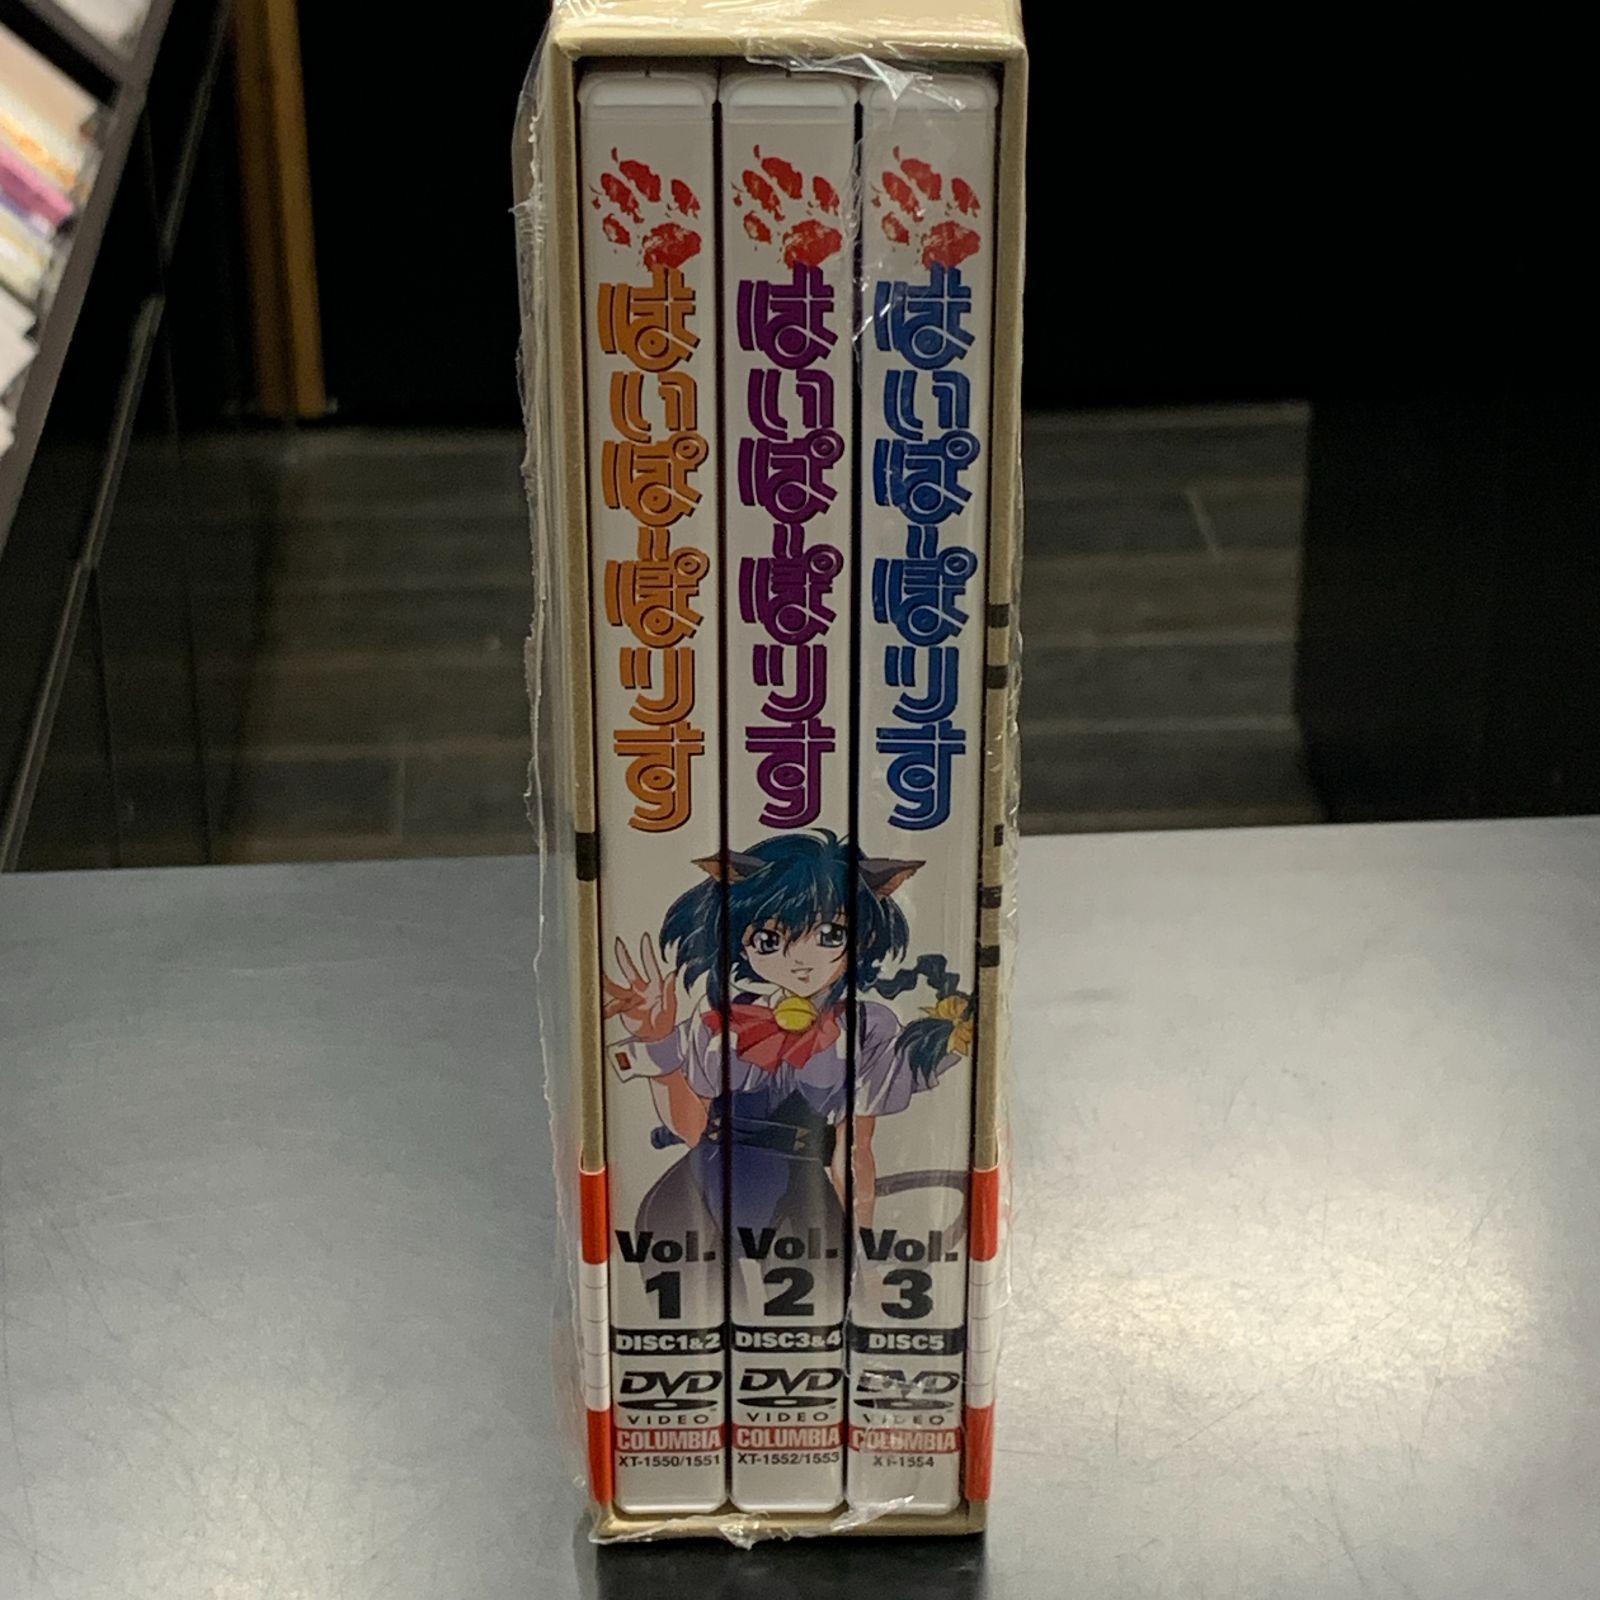 はいぱーぽりす
Vol.
1
DISC1&2
DVD
VIDEO
COLUMBIA
XT-1550/1551
はいぱーぽりす
Vol.
2
DISC3&4
DVD
VIDEO
COLUMBIA
XT-1552/1553
はいぱーぽりす
Vol.
3
DISC5
DVD
VIDEO
COLUMBIA
XT-1554